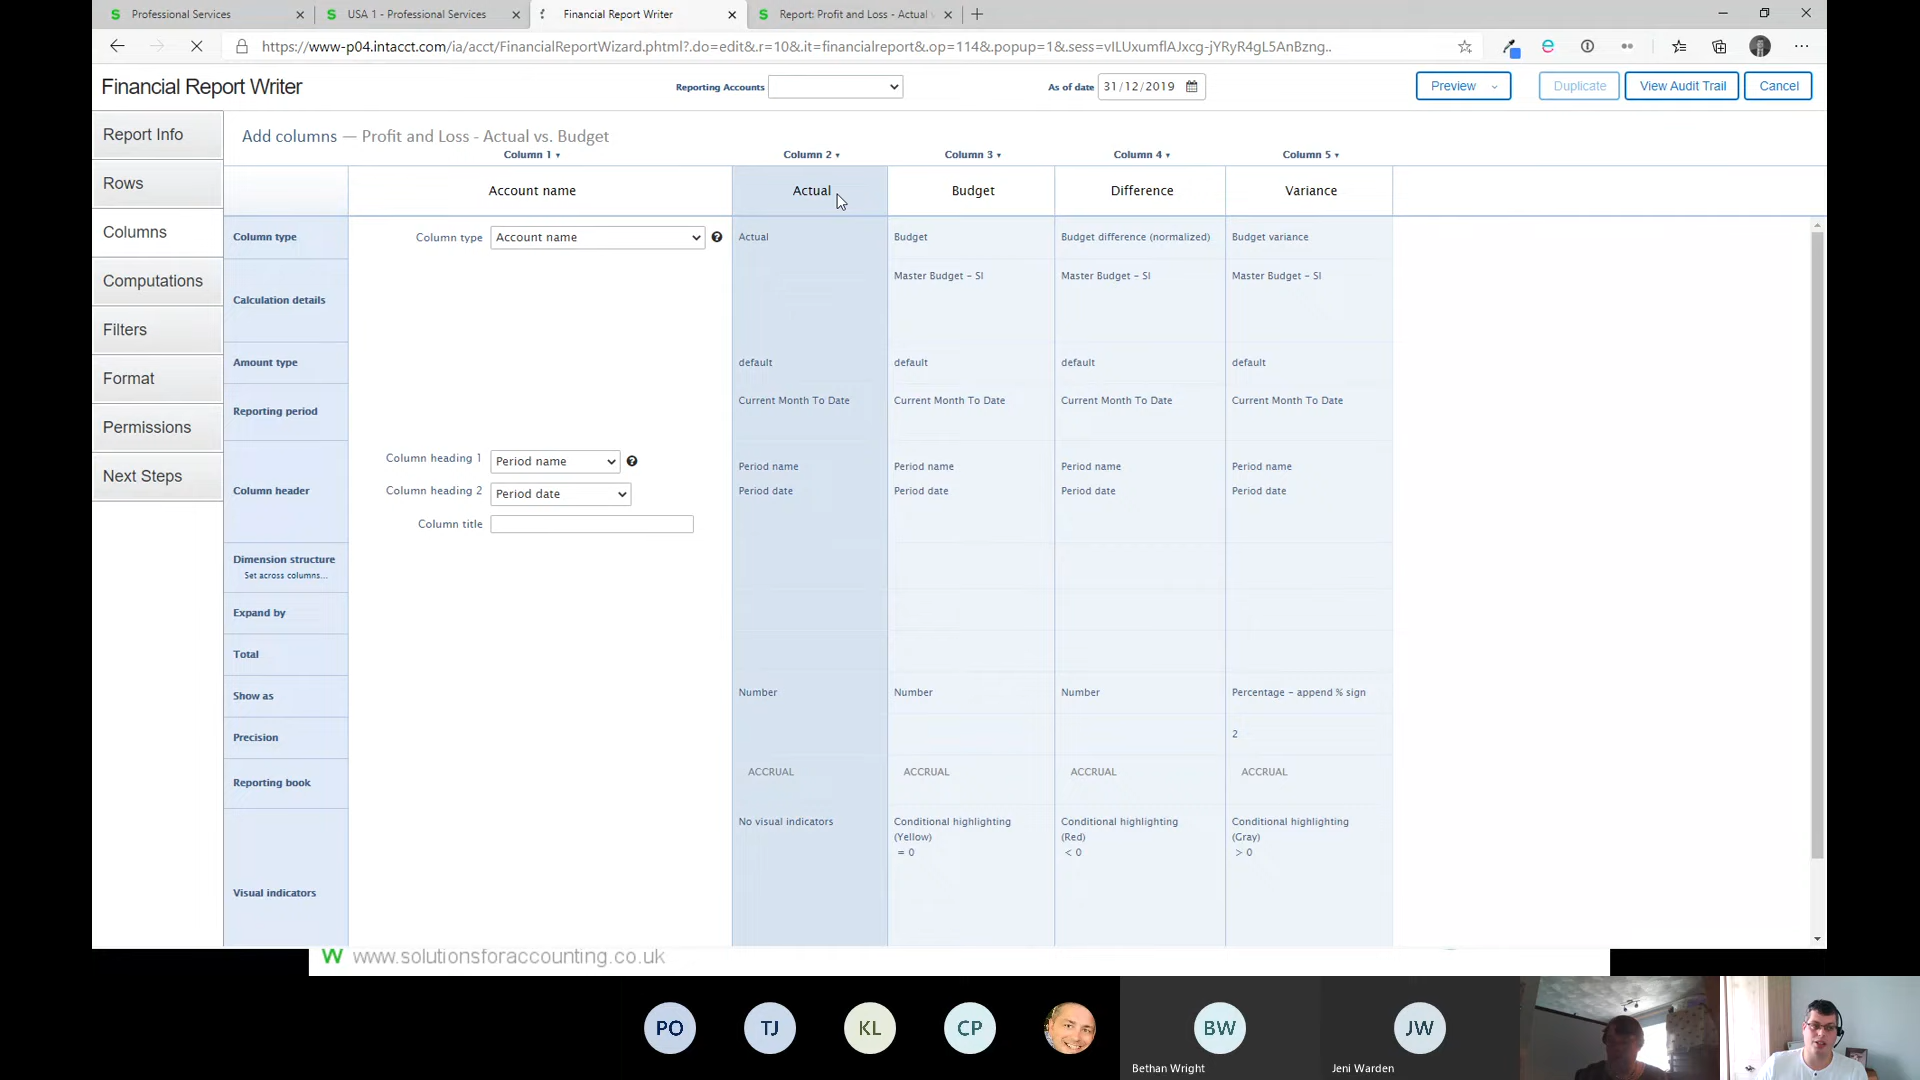 Professional Services
USA 1 - Professional Services
Financial Report Writer
Report: Profit and Loss - Actual
https://www-p04.intacct.com/ia/acct/FinancialReportWizard.phtml?.do=edit&.r=10&.it=financialreport&.op=114&.popup=1&.sess=vILUxumflAJxcg-jYRyR4gL5AnBzng..
Financial Report Writer
Reporting Accounts
As of date 31/12/2019
Preview
Duplicate
View Audit Trail
Cancel
Report Info
Rows
Columns
Computations
Filters
Format
Permissions
Next Steps
Add columns — Profit and Loss - Actual vs. Budget
Column 1 Column 2 Column 3 Column 4 Column 5
Account name Actual Budget Difference Variance
Column type Column type Account name Actual Budget Budget difference (normalized) Budget variance
Calculation details Master Budget - SI Master Budget - SI Master Budget - SI
Amount type default default default default
Reporting period Current Month To Date Current Month To Date Current Month To Date Current Month To Date
Column header
Column heading 1 Period name Period name Period name Period name Period name
Column heading 2 Period date Period date Period date Period date Period date
Column title
Dimension structure
Set across columns...
Expand by
Total
Show as Number Number Number Percentage - append % sign
Precision 2
Reporting book ACCRUAL ACCRUAL ACCRUAL ACCRUAL
Visual indicators
No visual indicators
Conditional highlighting
(Yellow)
= 0
Conditional highlighting
(Red)
< 0
Conditional highlighting
(Gray)
> 0
W www.solutionsforaccounting.co.uk
PO
TJ
KL
CP
BW
Bethan Wright
JW
Jeni Warden